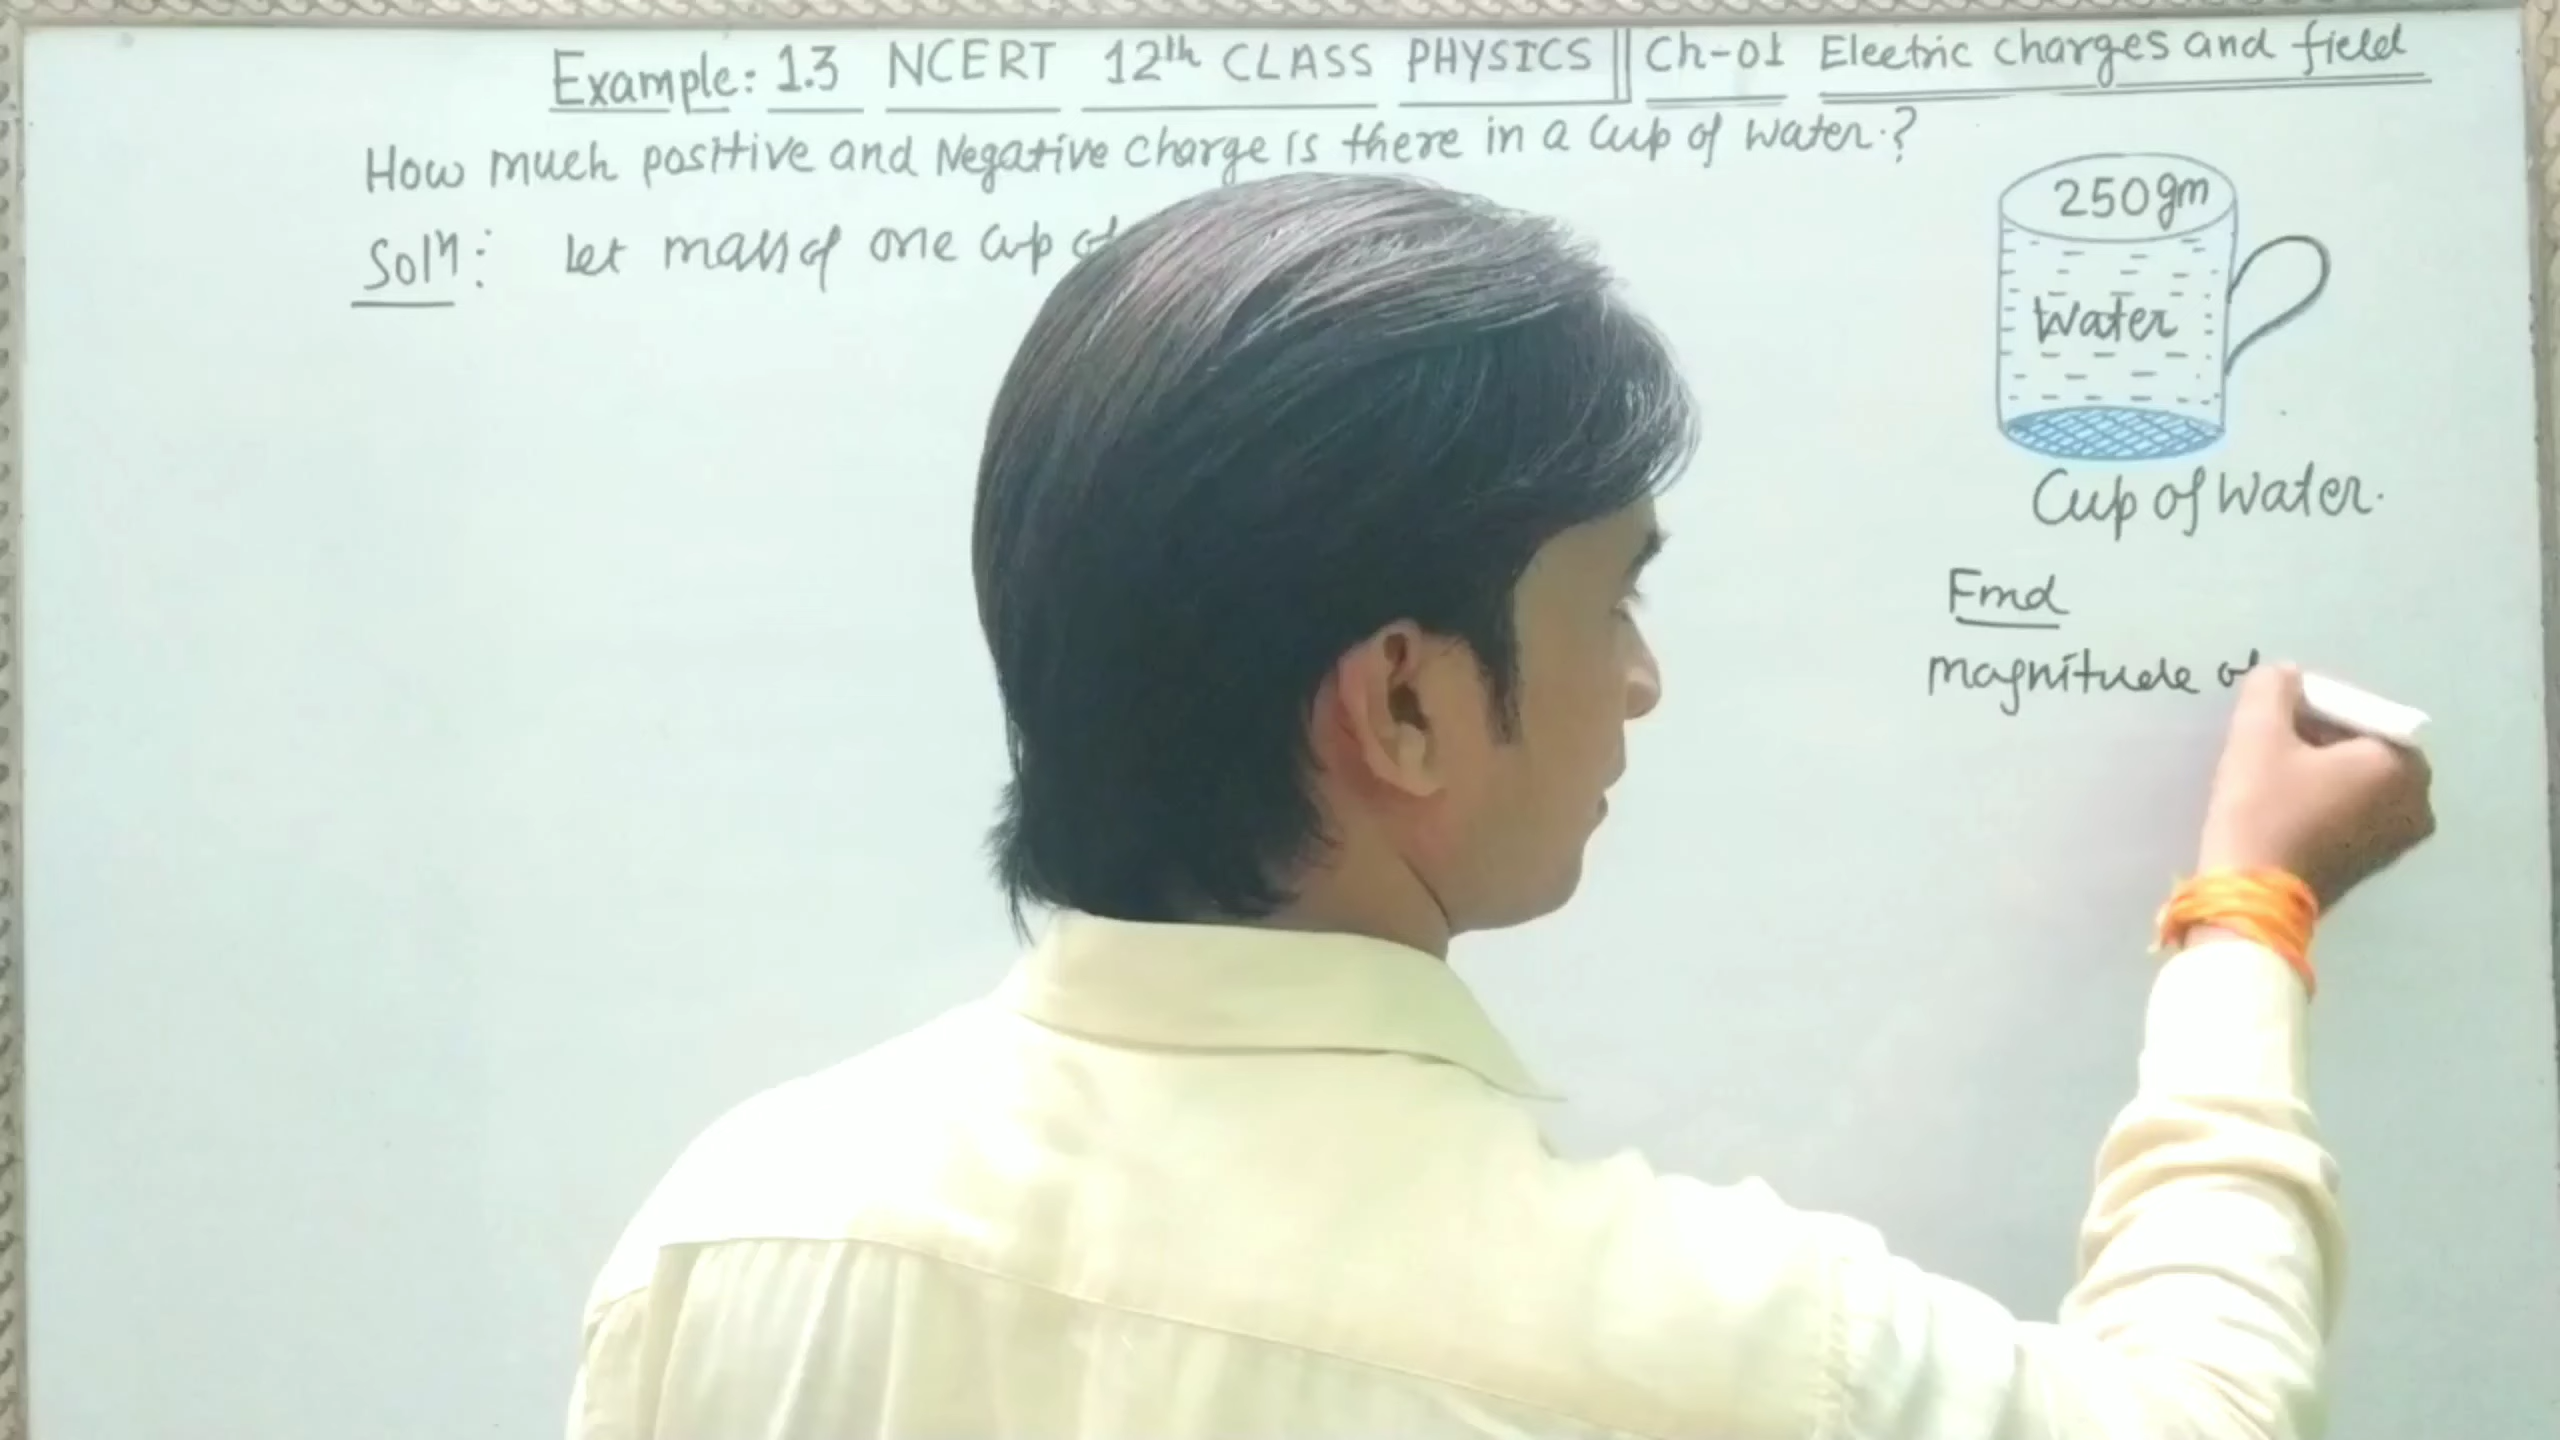 Example: 1.3 NCERT 12th CLASS PHYSICS || Ch-01 Electric Charges and field
How much positive and Negative Charge is there in a Cup of Water.?
Soln: Let mass of one cup of
250gm
Water
Cup of Water.
Find
magnitude of